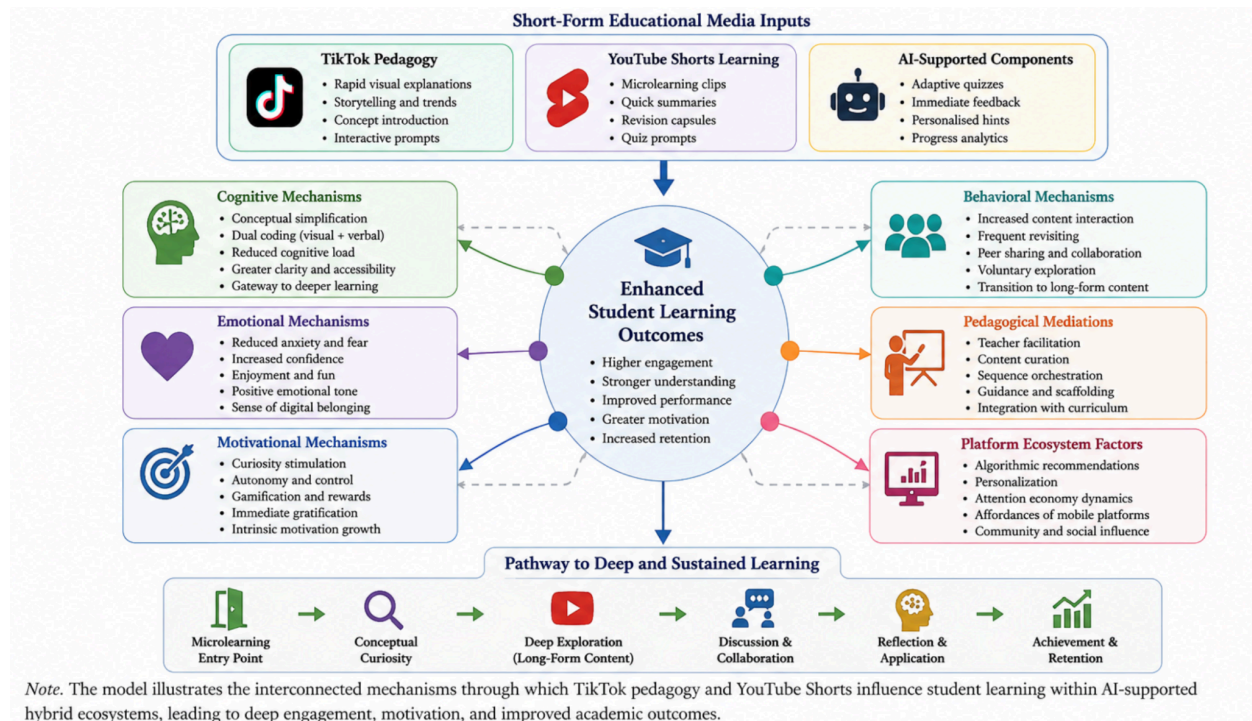 Short-Form Educational Media Inputs
TikTok Pedagogy
• Rapid visual explanations
• Storytelling and trends
• Concept introduction
• Interactive prompts
YouTube Shorts Learning
• Microlearning clips
• Quick summaries
• Revision capsules
• Quiz prompts
AI-Supported Components
• Adaptive quizzes
• Immediate feedback
• Personalised hints
• Progress analytics
Cognitive Mechanisms
• Conceptual simplification
• Dual coding (visual + verbal)
• Reduced cognitive load
• Greater clarity and accessibility
• Gateway to deeper learning
Emotional Mechanisms
• Reduced anxiety and fear
• Increased confidence
• Enjoyment and fun
• Positive emotional tone
• Sense of digital belonging
Motivational Mechanisms
• Curiosity stimulation
• Autonomy and control
• Gamification and rewards
• Immediate gratification
• Intrinsic motivation growth
Enhanced
Student Learning
Outcomes
• Higher engagement
• Stronger understanding
• Improved performance
• Greater motivation
• Increased retention
Behavioral Mechanisms
• Increased content interaction
• Frequent revisiting
• Peer sharing and collaboration
• Voluntary exploration
• Transition to long-form content
Pedagogical Mediations
• Teacher facilitation
• Content curation
• Sequence orchestration
• Guidance and scaffolding
• Integration with curriculum
Platform Ecosystem Factors
• Algorithmic recommendations
• Personalization
• Attention economy dynamics
• Affordances of mobile platforms
• Community and social influence
Pathway to Deep and Sustained Learning
Microlearning
Entry Point
Conceptual
Curiosity
Deep Exploration
(Long-Form Content)
Discussion &
Collaboration
Reflection &
Application
Achievement &
Retention
Note. The model illustrates the interconnected mechanisms through which TikTok pedagogy and YouTube Shorts influence student learning within AI-supported
hybrid ecosystems, leading to deep engagement, motivation, and improved academic outcomes.